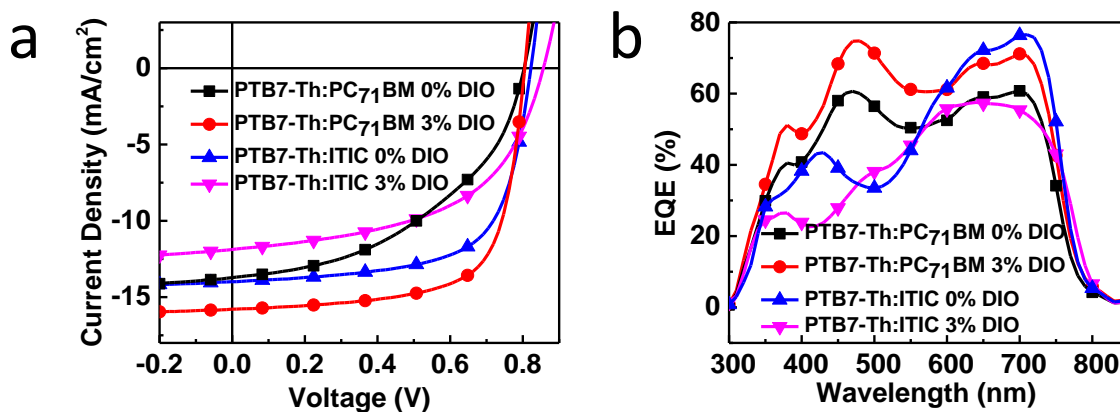 a
Current Density (mA/cm²)
0
-5
-10
-15
-0.2
0.0
0.2
0.4
0.6
0.8
Voltage (V)
PTB7-Th:PC₇₁BM 0% DIO
PTB7-Th:PC₇₁BM 3% DIO
PTB7-Th:ITIC 0% DIO
PTB7-Th:ITIC 3% DIO
b
EQE (%)
80
60
40
20
0
300
400
500
600
700
800
Wavelength (nm)
PTB7-Th:PC₇₁BM 0% DIO
PTB7-Th:PC₇₁BM 3% DIO
PTB7-Th:ITIC 0% DIO
PTB7-Th:ITIC 3% DIO